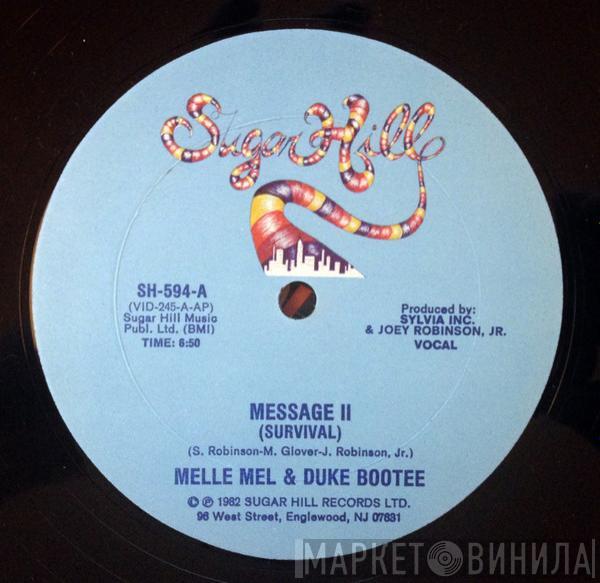 Sugar Hill
SH-594-A
(VID-245-A-AP)
Sugar Hill Music
Publ. Ltd. (BMI)
TIME: 6:50
Produced by:
SYLVIA INC.
& JOEY ROBINSON, JR.
VOCAL
MESSAGE II
(SURVIVAL)
(S. Robinson-M. Glover-J. Robinson, Jr.)
MELLE MEL & DUKE BOOTEE
© ℗ 1982 SUGAR HILL RECORDS LTD.
96 West Street, Englewood, NJ 07631
МАРКЕТ ВИНИЛА